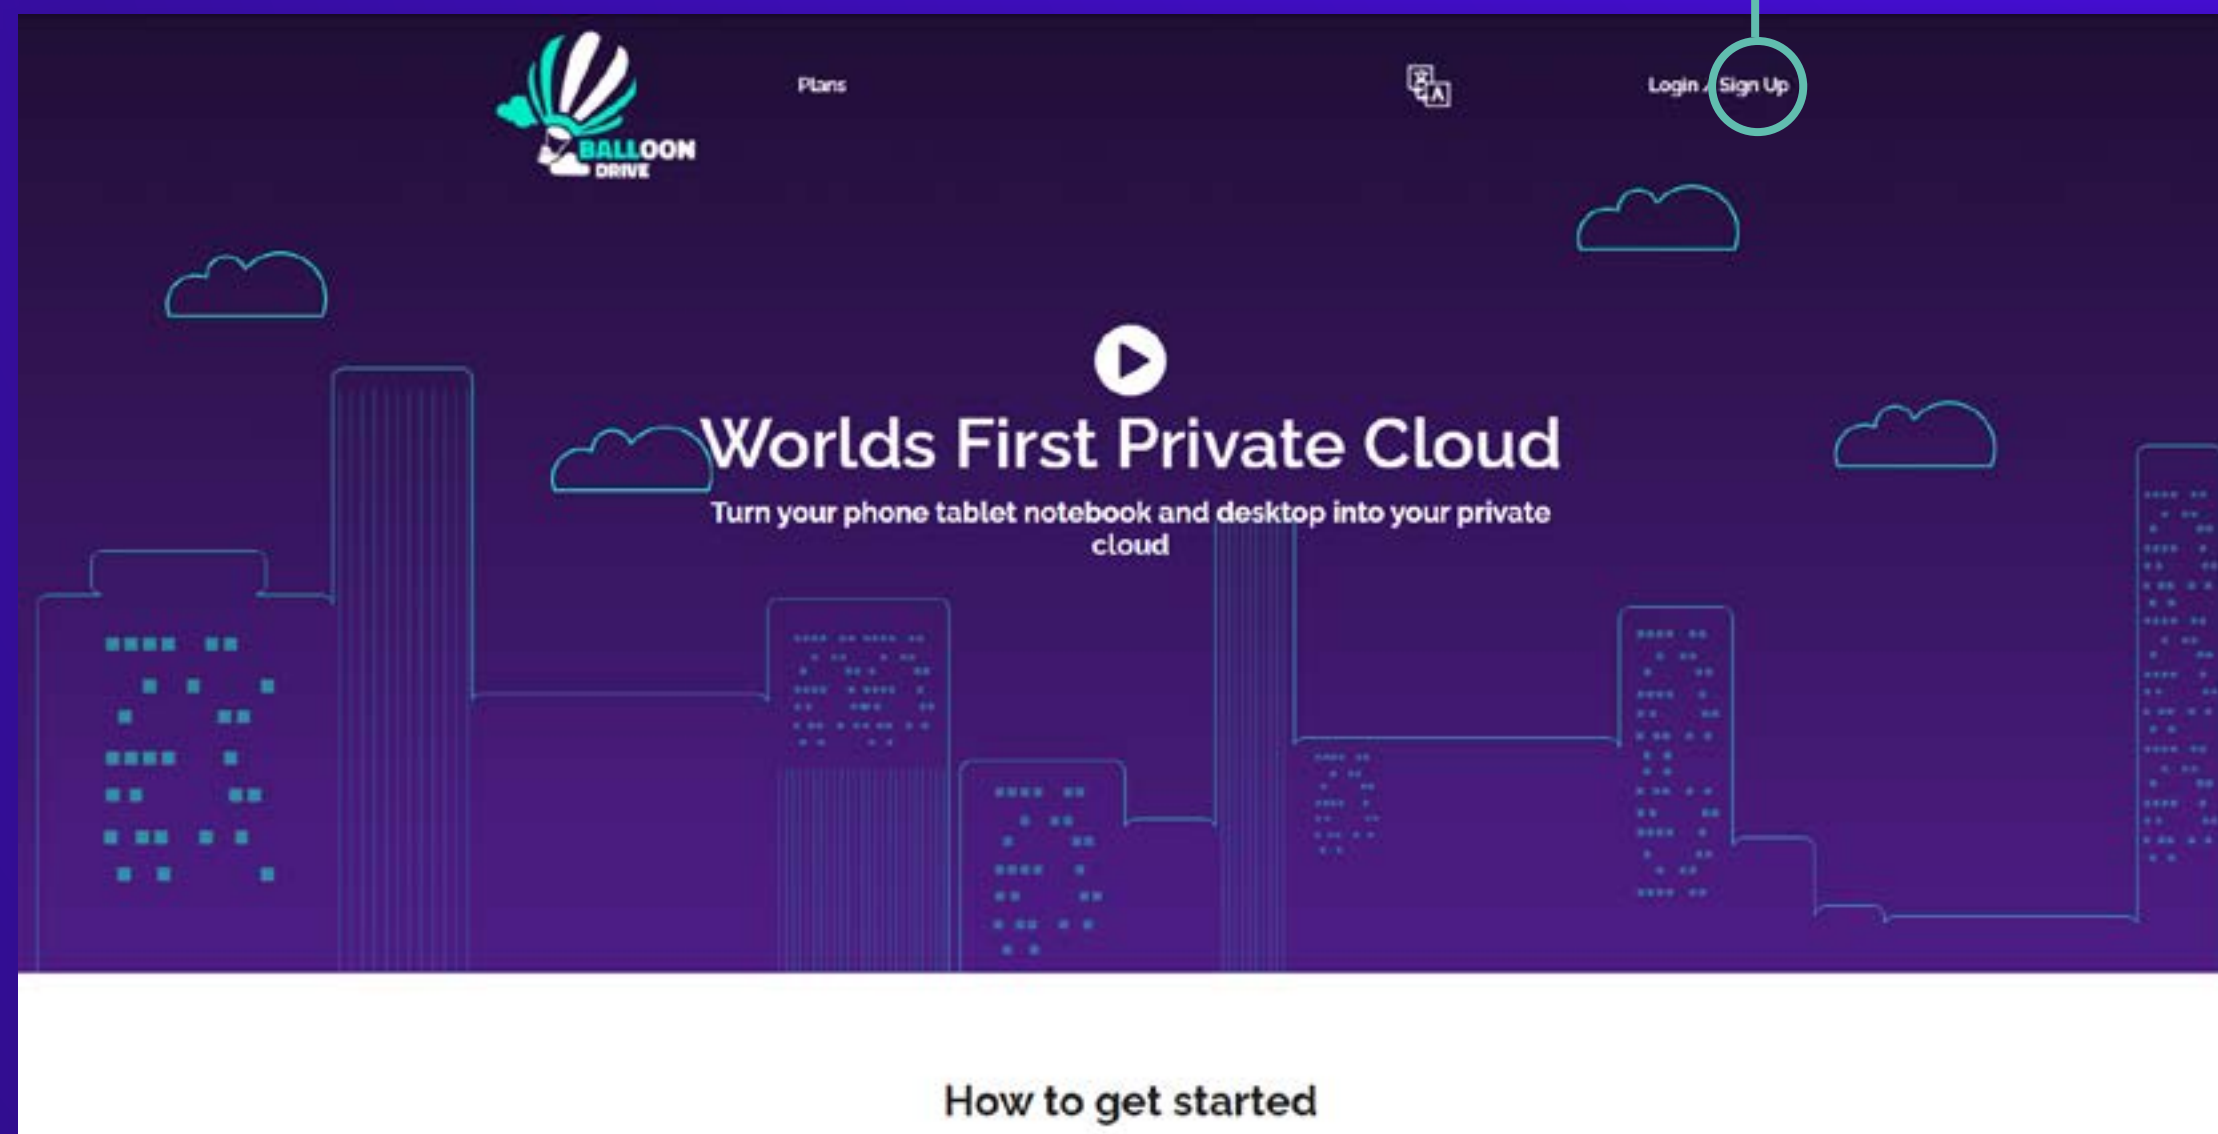 BALLOON
DRIVE
Plans
Login / Sign Up
Worlds First Private Cloud
Turn your phone tablet notebook and desktop into your private
cloud
How to get started